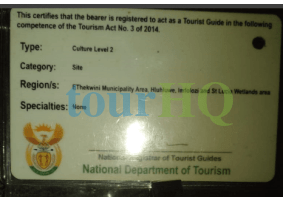 This certifies that the bearer is registered to act as a Tourist Guide in the following
competence of the Tourism Act No. 3 of 2014.
Type: Culture Level 2
Category: Site
Region/s: EThekwini Municipality Area, Hluhluwe, Imfolozi and St Lucia Wetlands area
Specialties: None
tourHQ
National Registrar of Tourist Guides
National Department of Tourism